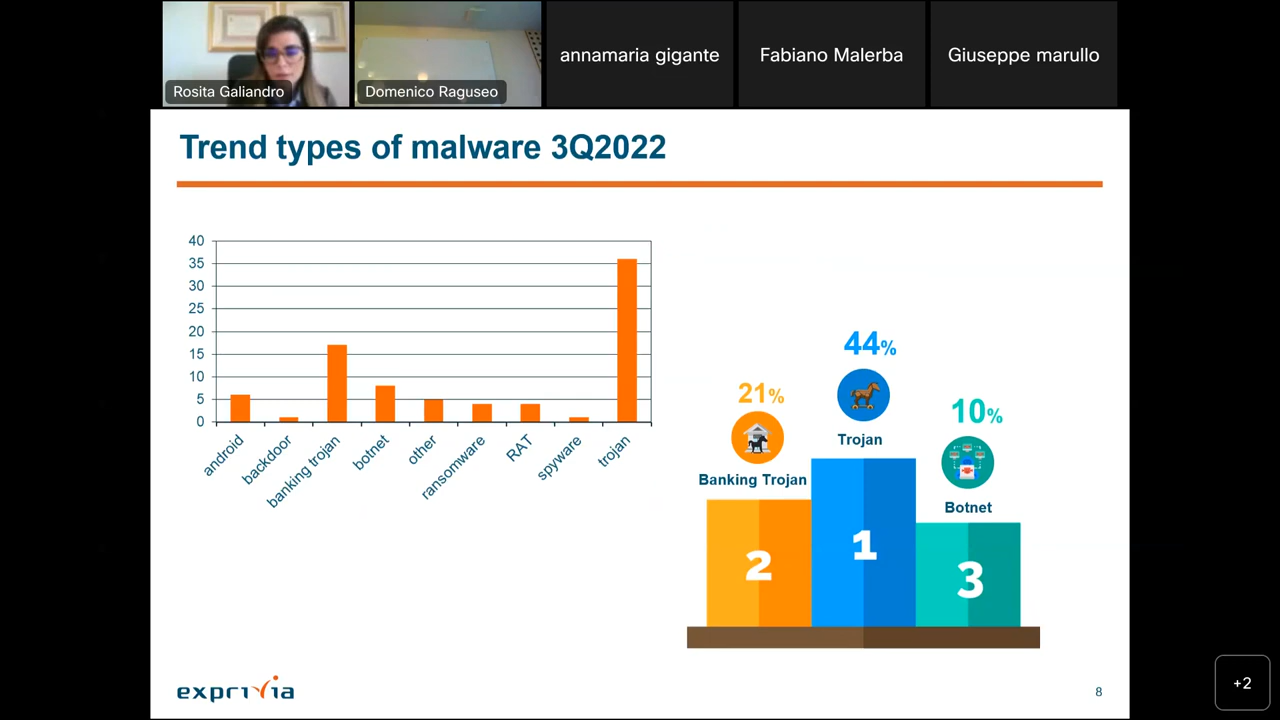 Rosita Galiandro
Domenico Raguseo
annamaria gigante
Fabiano Malerba
Giuseppe marullo
Trend types of malware 3Q2022
40
35
30
25
20
15
10
5
0
android
backdoor
banking trojan
botnet
other
ransomware
RAT
spyware
trojan
44%
21%
10%
Trojan
Banking Trojan
Botnet
1
2
3
exprivia
8
+2